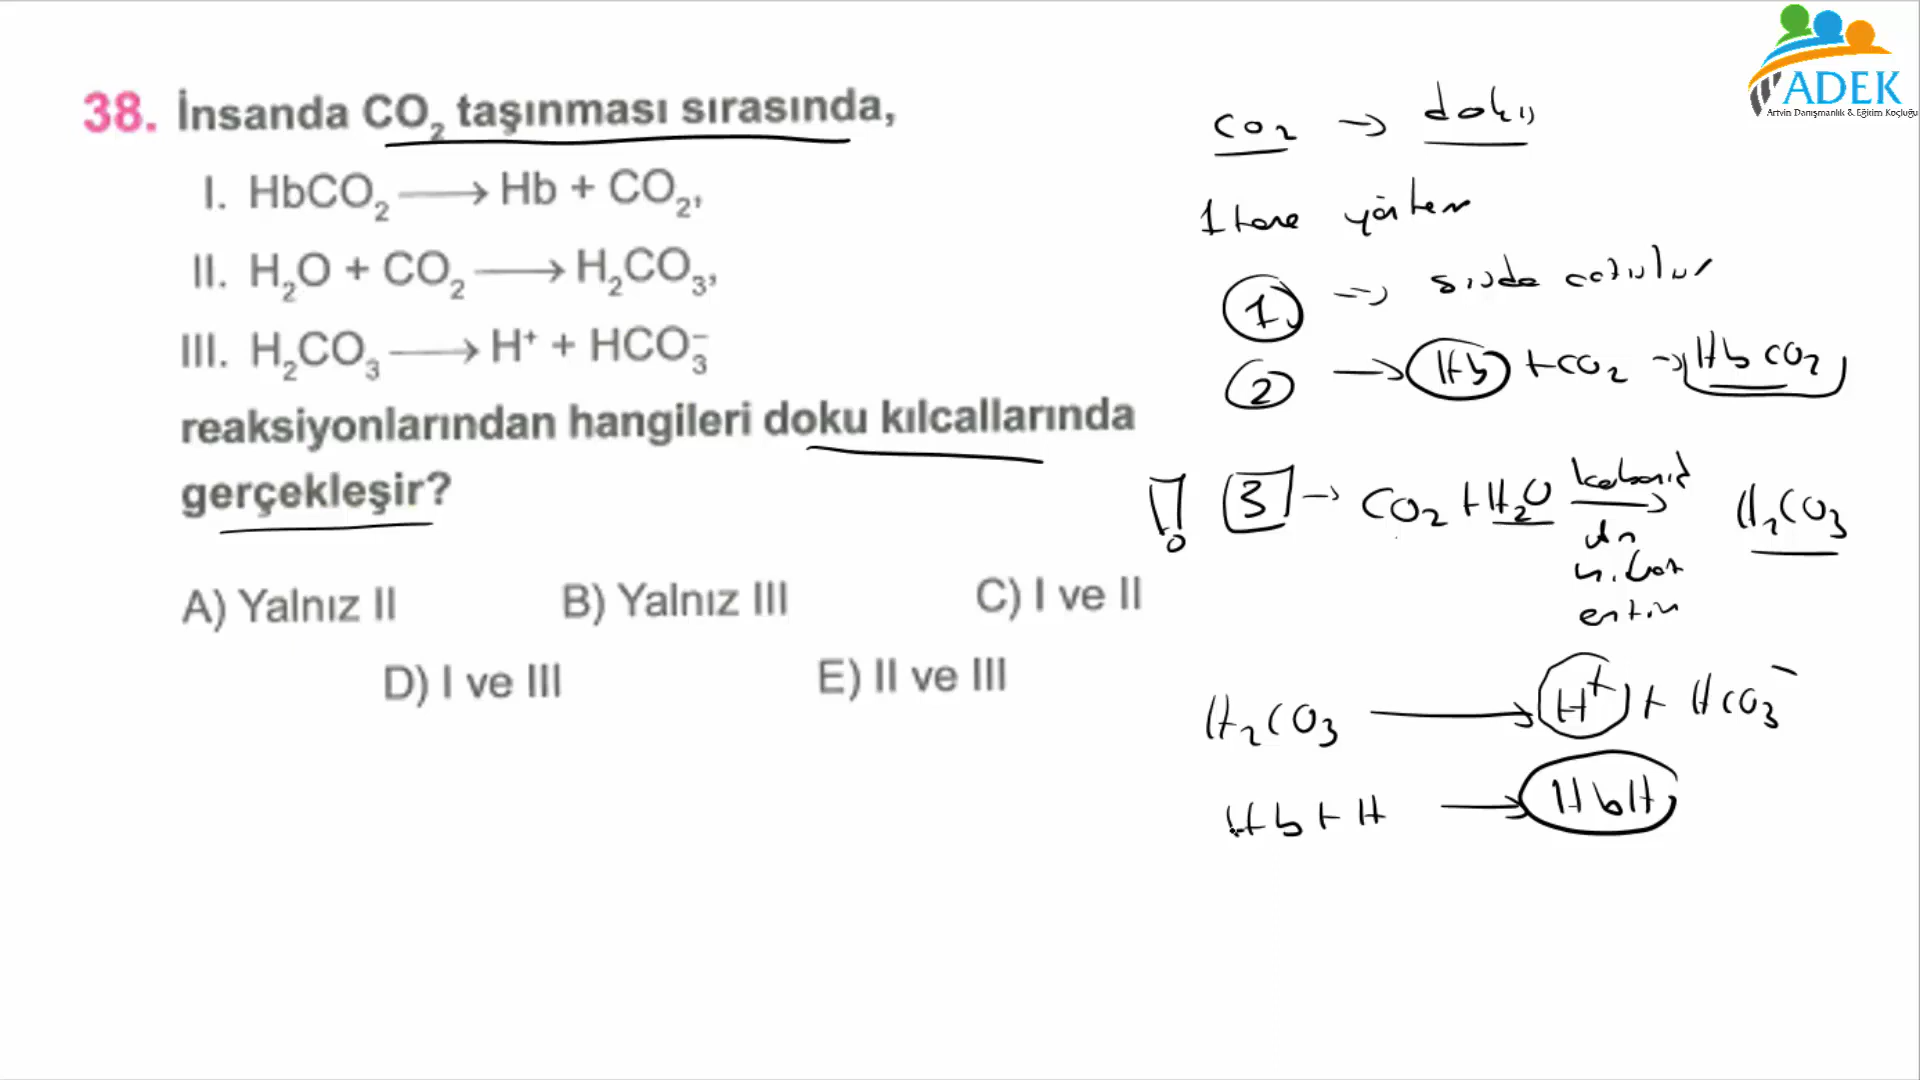 ADEK
Artvin Danışmanlık & Eğitim Koçluğu
38. İnsanda CO₂ taşınması sırasında,
I. HbCO₂ ⟶ Hb + CO₂,
II. H₂O + CO₂ ⟶ H₂CO₃,
III. H₂CO₃ ⟶ H⁺ + HCO₃⁻
reaksiyonlarından hangileri doku kılcallarında
gerçekleşir?
A) Yalnız II B) Yalnız III C) I ve II
D) I ve III E) II ve III
CO₂ → doku
1 tane yöntem
1 →
2 → Hb + CO₂ → HbCO₂
! 3 → CO₂ + H₂O → H₂CO₃
H₂CO₃ → H⁺ + HCO₃⁻
Hb + H → HbH